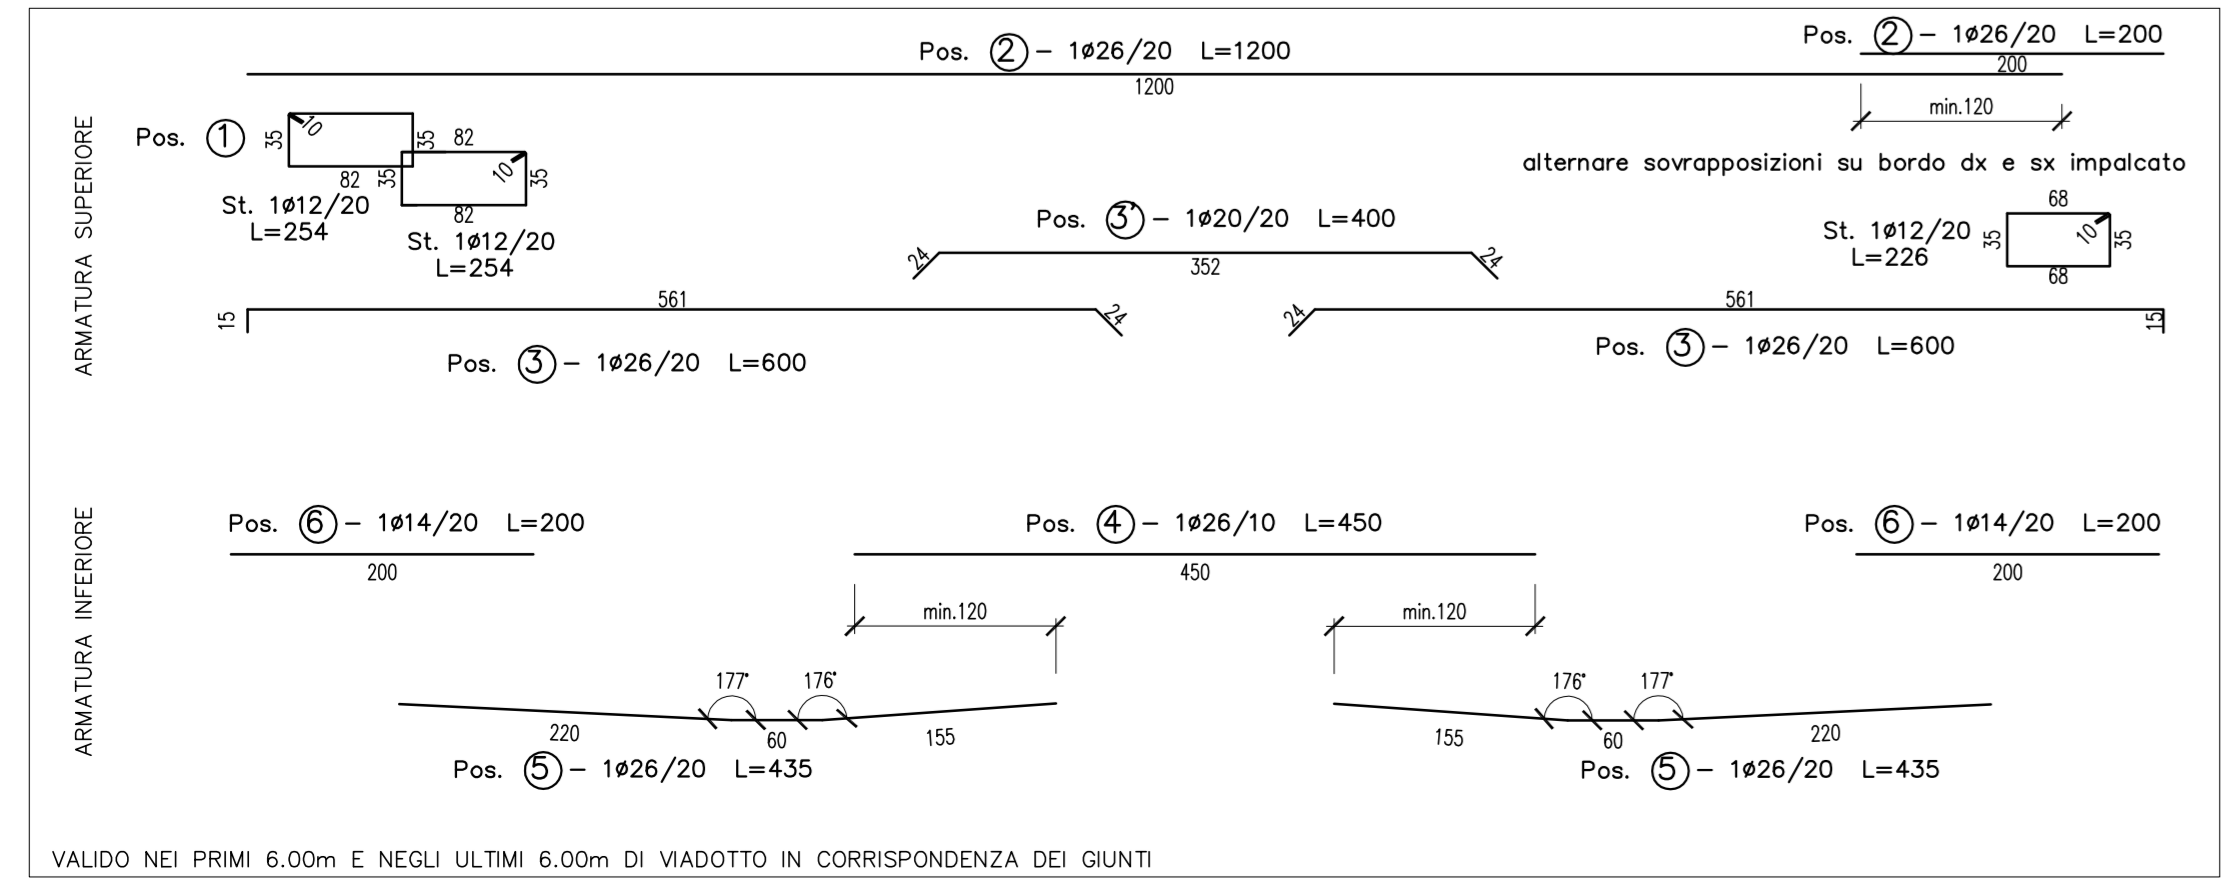 Pos. 2 – 1ø26/20 L=1200
1200
Pos. 2 – 1ø26/20 L=200
200
min.120
alternare sovrapposizioni su bordo dx e sx impalcato
ARMATURA SUPERIORE
Pos. 1
35
10
35
82
82
35
10
35
82
St. 1ø12/20
L=254
St. 1ø12/20
L=254
Pos. 3' – 1ø20/20 L=400
24
352
24
St. 1ø12/20
L=226
68
35
10
35
68
15
561
24
Pos. 3 – 1ø26/20 L=600
24
561
15
Pos. 3 – 1ø26/20 L=600
ARMATURA INFERIORE
Pos. 6 – 1ø14/20 L=200
200
Pos. 4 – 1ø26/10 L=450
450
Pos. 6 – 1ø14/20 L=200
200
min.120
min.120
177°
176°
220
60
155
Pos. 5 – 1ø26/20 L=435
176°
177°
155
60
220
Pos. 5 – 1ø26/20 L=435
VALIDO NEI PRIMI 6.00m E NEGLI ULTIMI 6.00m DI VIADOTTO IN CORRISPONDENZA DEI GIUNTI